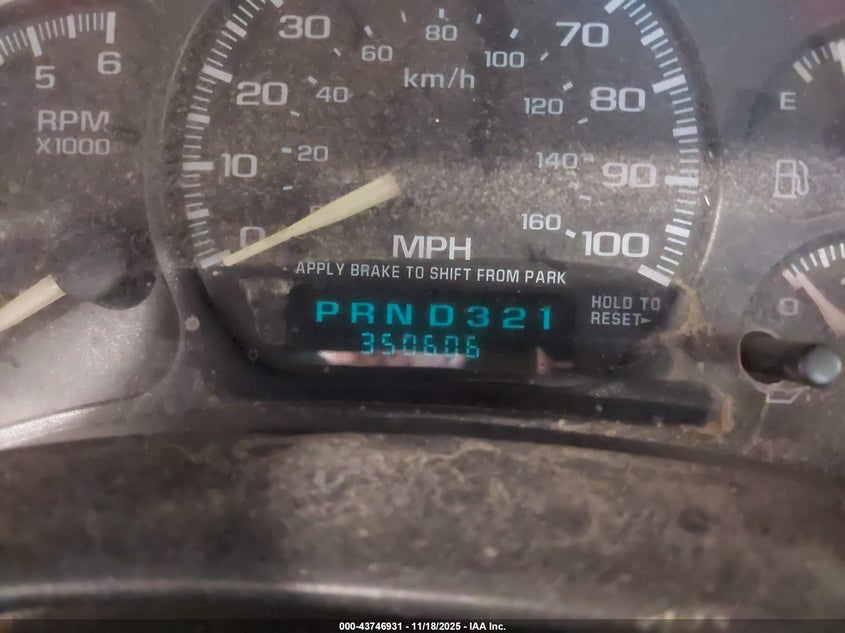 30
60
80
100
70
5
6
20
40
km/h
120
80
E
RPM
X1000
10
20
140
90
0
0
160
100
MPH
APPLY BRAKE TO SHIFT FROM PARK
PRND321
HOLD TO
RESET
0
350606
000-43746931 - 11/18/2025 - IAA Inc.